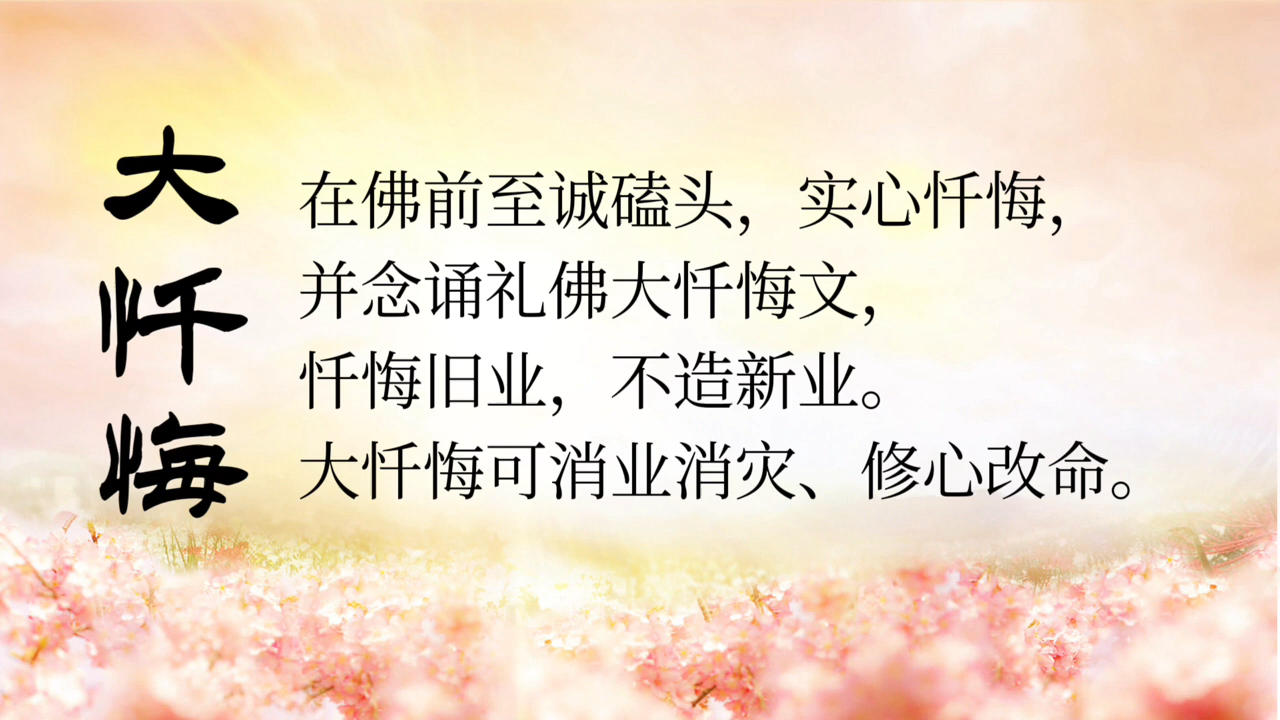 大忏悔
在佛前至诚磕头，实心忏悔，
并念诵礼佛大忏悔文，
忏悔旧业，不造新业。
大忏悔可消业消灾、修心改命。